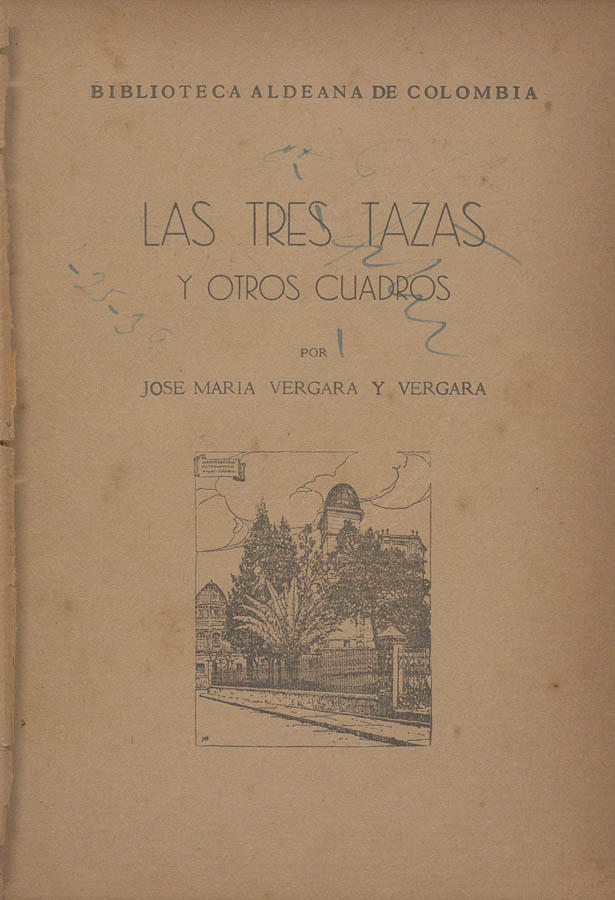 BIBLIOTECA ALDEANA DE COLOMBIA
LAS TRES TAZAS
Y OTROS CUADROS
POR
JOSE MARIA VERGARA Y VERGARA